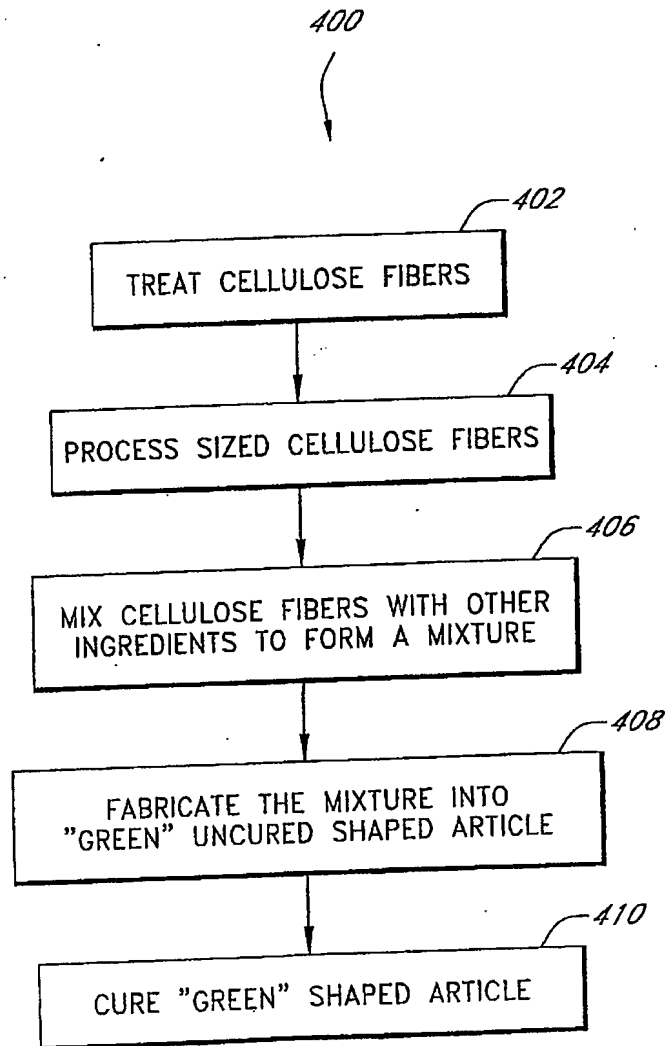 400
402
TREAT CELLULOSE FIBERS
404
PROCESS SIZED CELLULOSE FIBERS
406
MIX CELLULOSE FIBERS WITH OTHER
INGREDIENTS TO FORM A MIXTURE
408
FABRICATE THE MIXTURE INTO
"GREEN" UNCURED SHAPED ARTICLE
410
CURE "GREEN" SHAPED ARTICLE